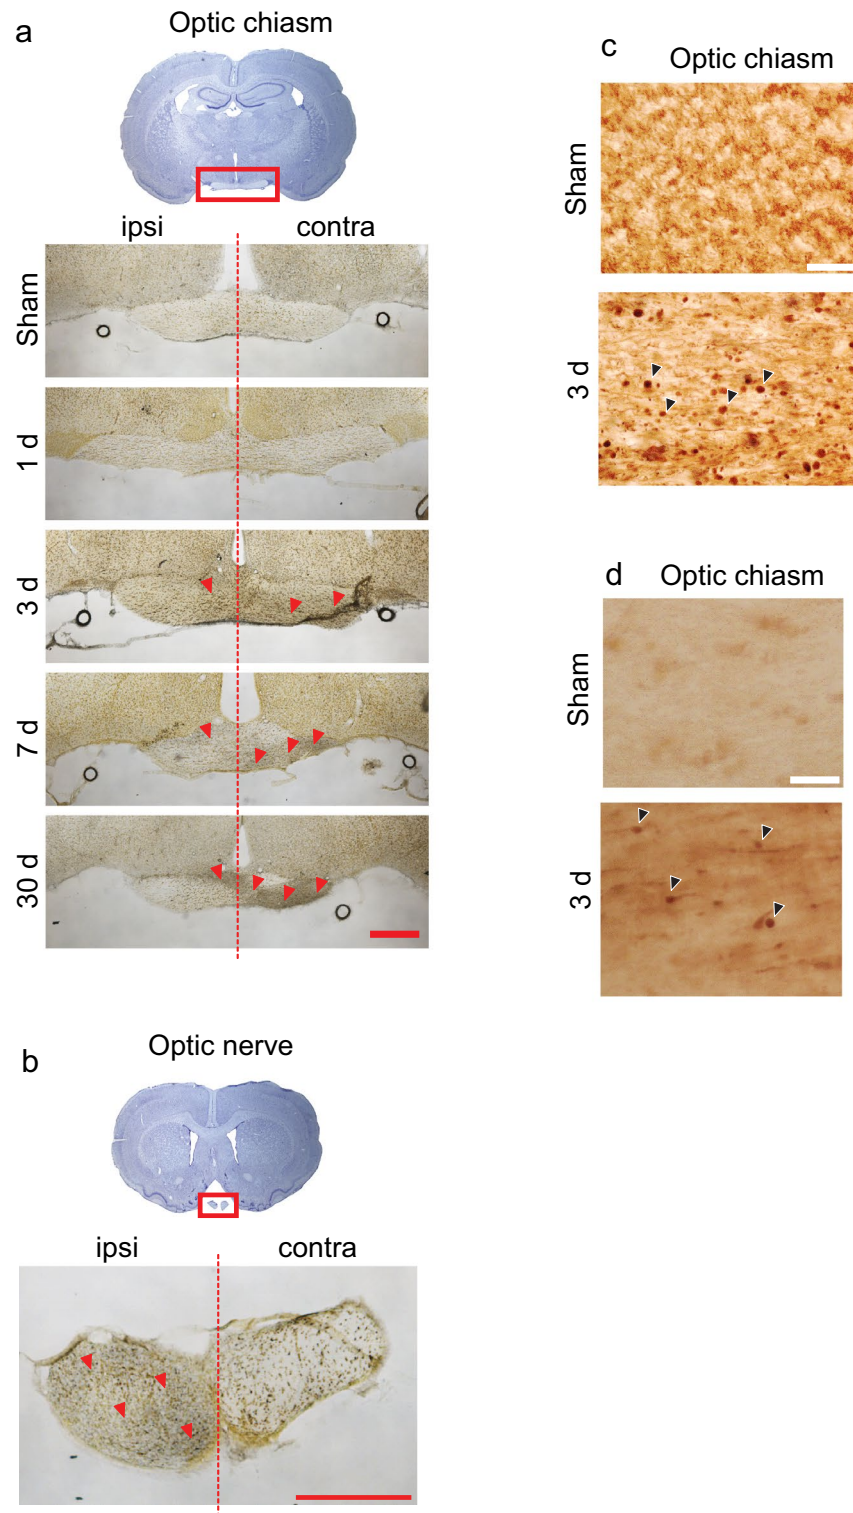 a
Optic chiasm
ipsi contra
Sham
1 d
3 d
7 d
30 d
b
Optic nerve
ipsi contra
c
Optic chiasm
Sham
3 d
d
Optic chiasm
Sham
3 d